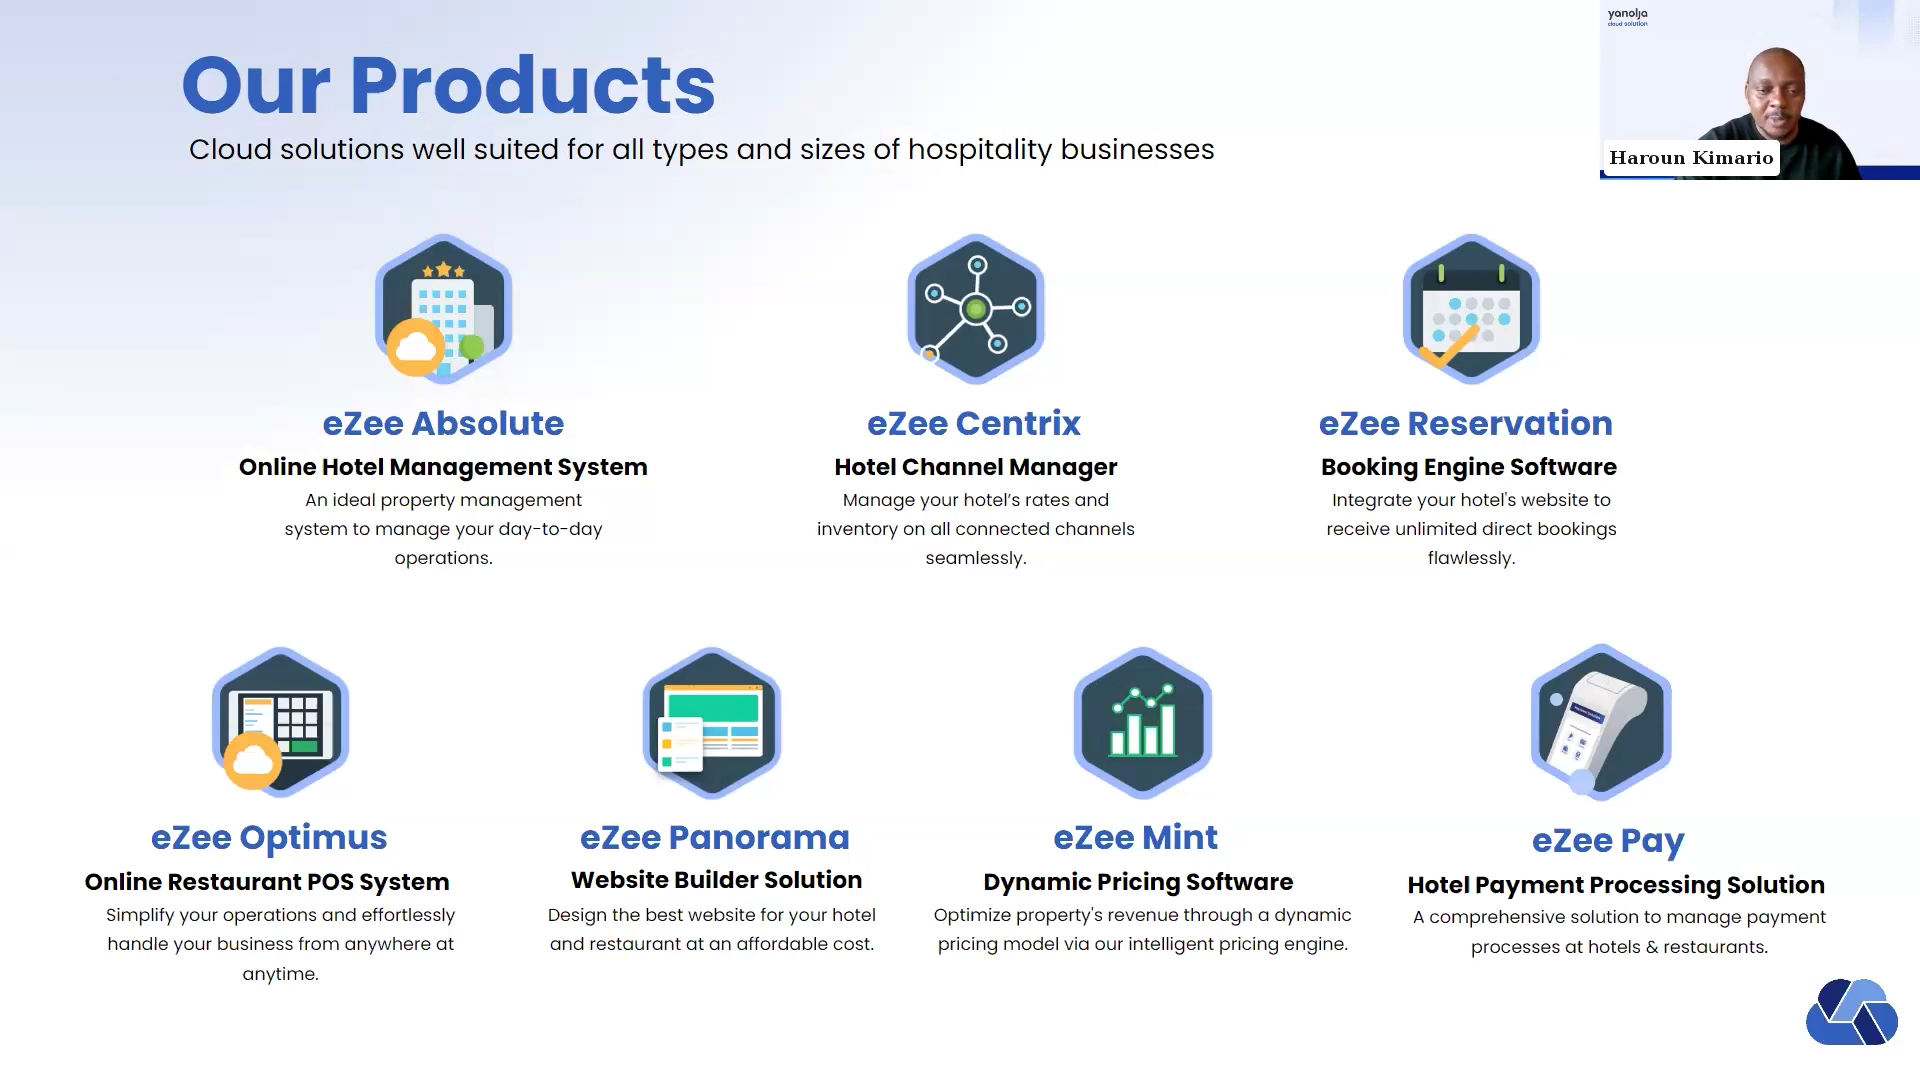 Our Products
Cloud solutions well suited for all types and sizes of hospitality businesses
yanolja
cloud solution
Haroun Kimario
eZee Absolute
Online Hotel Management System
An ideal property management
system to manage your day-to-day
operations.
eZee Centrix
Hotel Channel Manager
Manage your hotel’s rates and
inventory on all connected channels
seamlessly.
eZee Reservation
Booking Engine Software
Integrate your hotel's website to
receive unlimited direct bookings
flawlessly.
eZee Optimus
Online Restaurant POS System
Simplify your operations and effortlessly
handle your business from anywhere at
anytime.
eZee Panorama
Website Builder Solution
Design the best website for your hotel
and restaurant at an affordable cost.
eZee Mint
Dynamic Pricing Software
Optimize property's revenue through a dynamic
pricing model via our intelligent pricing engine.
eZee Pay
Hotel Payment Processing Solution
A comprehensive solution to manage payment
processes at hotels & restaurants.